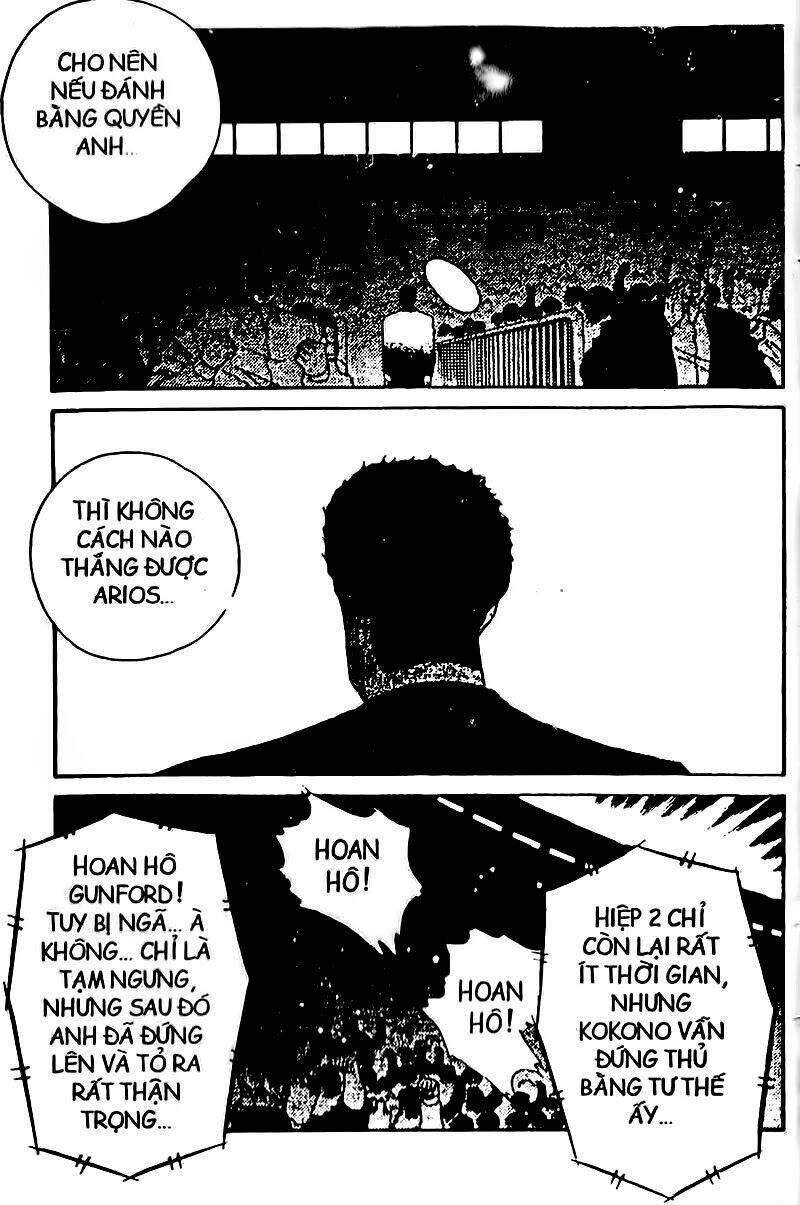 CHO NÊN
NẾU ĐÁNH
BẰNG QUYỀN
ANH...
THÌ KHÔNG
CÁCH NÀO
THẮNG ĐƯỢC
ARIOS...
HOAN
HÔ!
HIỆP 2 CHỈ
CÒN LẠI RẤT
ÍT THỜI GIAN,
NHƯNG
KOKONO VẪN
ĐỨNG THỦ
BẰNG TƯ THẾ
ẤY...
HOAN
HÔ!
HOAN HÔ
GUNFORD!
TUY BỊ NGÃ... À
KHÔNG... CHỈ LÀ
TẠM NGƯNG,
NHƯNG SAU ĐÓ
ANH ĐÃ ĐỨNG
LÊN VÀ TỎ RA
RẤT THẬN
TRỌNG...